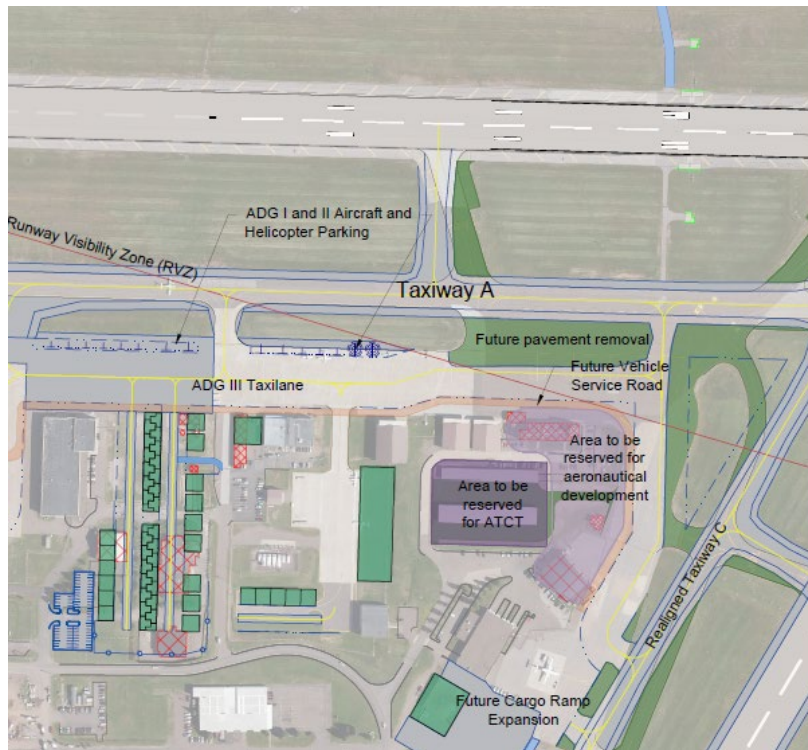 ADG I and II Aircraft and
Helicopter Parking
Runway Visibility Zone (RVZ)
Taxiway A
Future pavement removal
Future Vehicle
Service Road
ADG III Taxilane
Area to be
reserved for
aeronautical
development
Area to be
reserved
for ATCT
Realigned Taxiway C
Future Cargo Ramp
Expansion